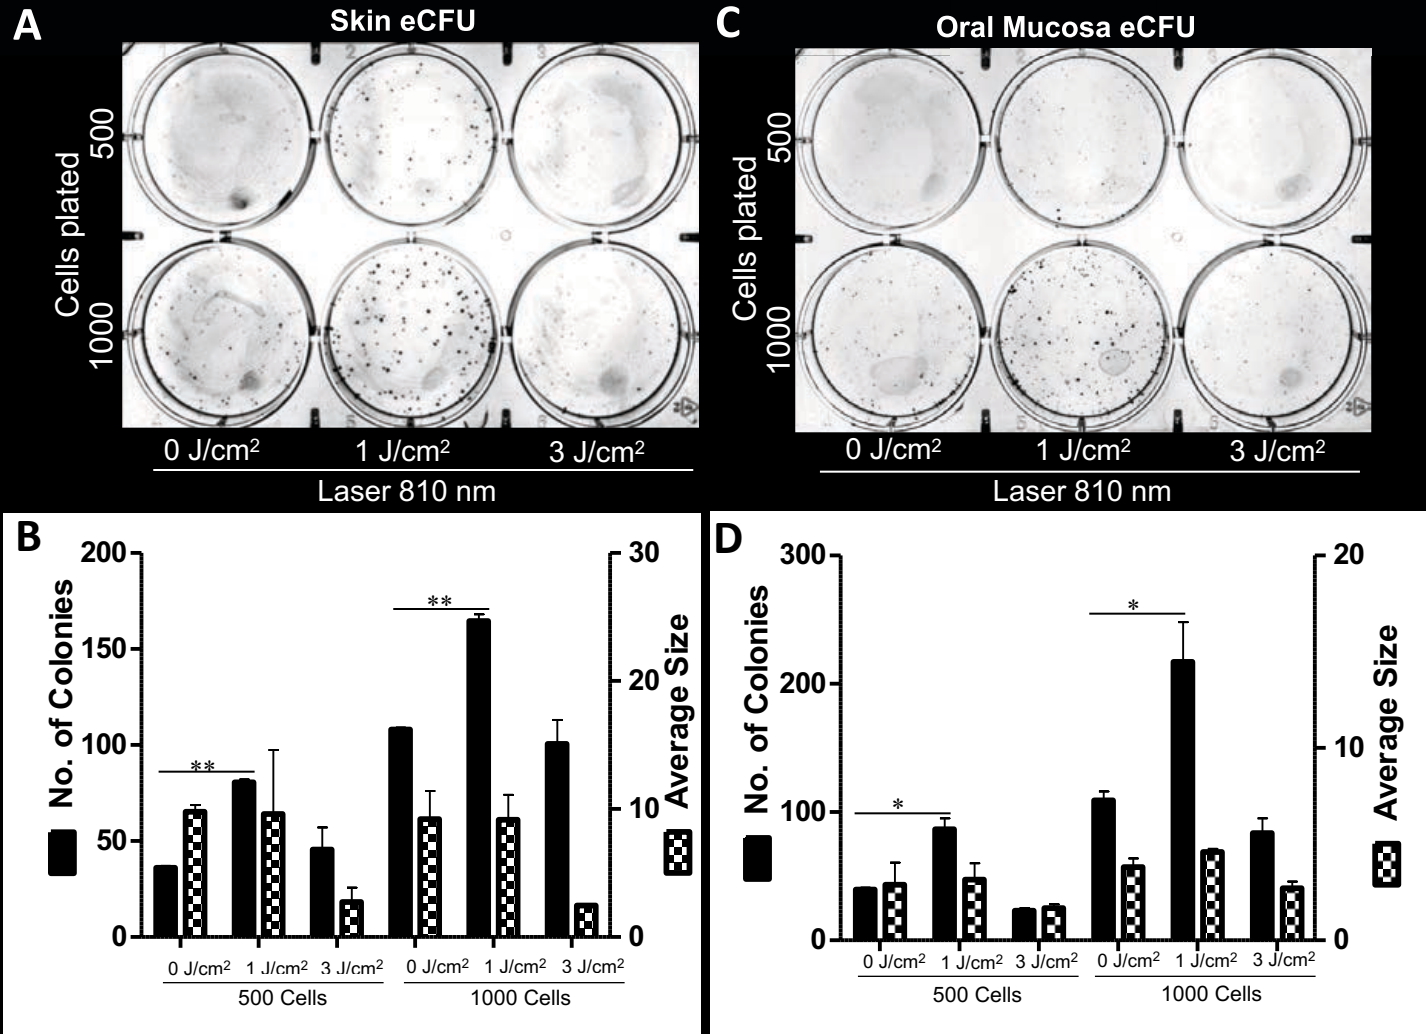 A
Skin eCFU
Cells plated
500
1000
0 J/cm²
1 J/cm²
3 J/cm²
Laser 810 nm
C
Oral Mucosa eCFU
Cells plated
500
1000
0 J/cm²
1 J/cm²
3 J/cm²
Laser 810 nm
B
No. of Colonies
200
150
100
50
0
30
20
10
0
Average Size
**
**
0 J/cm²
1 J/cm²
3 J/cm²
0 J/cm²
1 J/cm²
3 J/cm²
500 Cells
1000 Cells
D
No. of Colonies
300
200
100
0
20
10
0
Average Size
*
*
0 J/cm²
1 J/cm²
3 J/cm²
0 J/cm²
1 J/cm²
3 J/cm²
500 Cells
1000 Cells